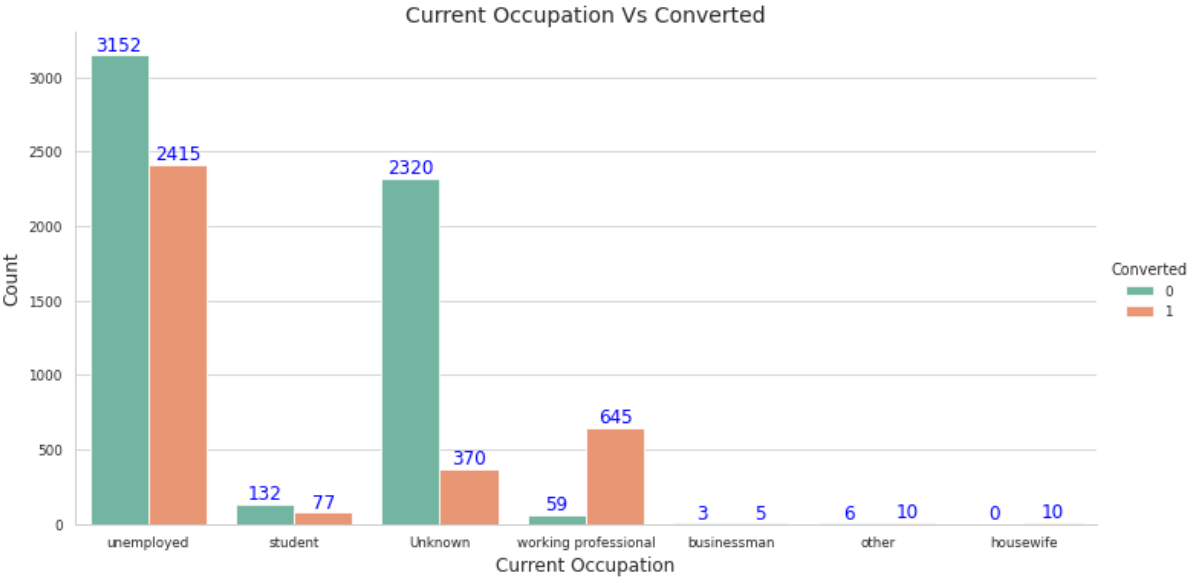 Current Occupation Vs Converted
3152
3000
2500
2415
2320
2000
1500
1000
645
500
370
132
77
59
3
5
6
10
0
10
0
unemployed
student
Unknown
working professional
businessman
other
housewife
Current Occupation
Count
Converted
0
1